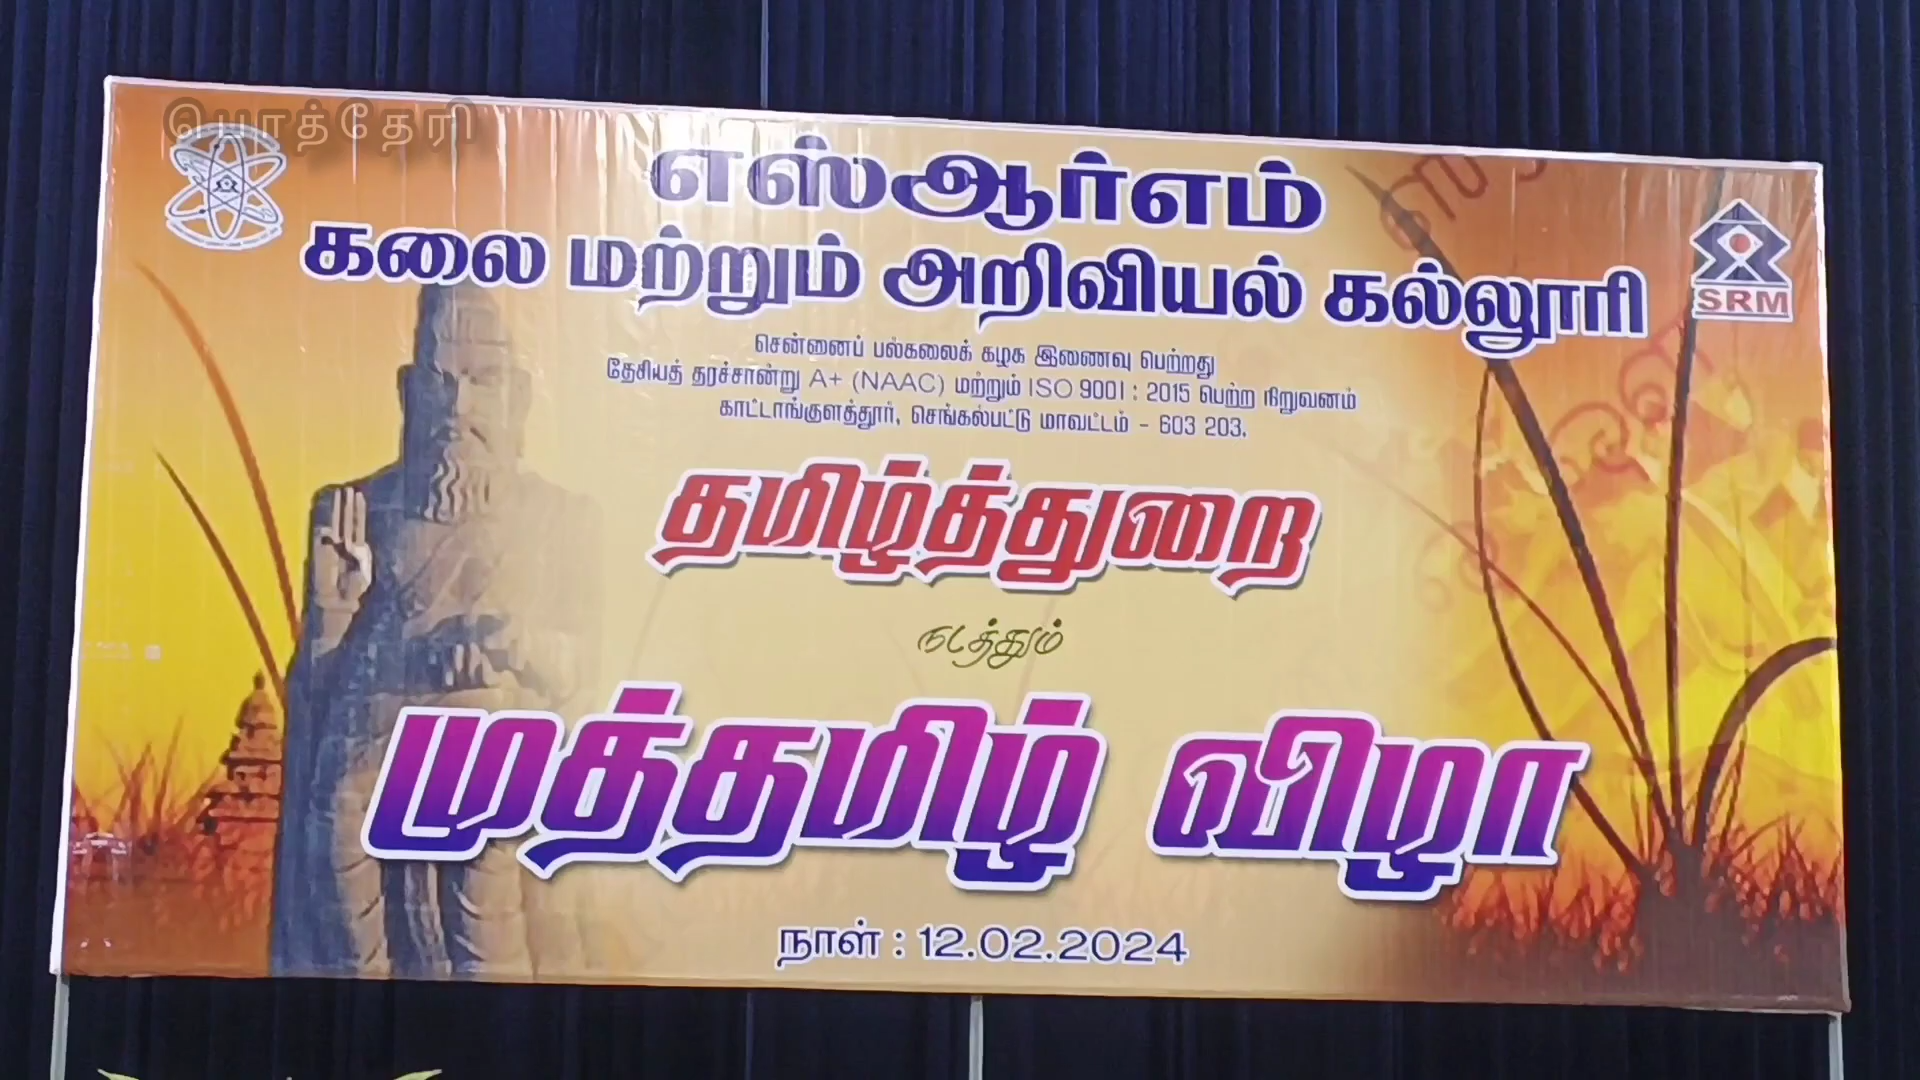 பொத்தேரி
எஸ்ஆர்எம்
கலை மற்றும் அறிவியல் கல்லூரி
SRM
சென்னைப் பல்கலைக் கழக இணைவு பெற்றது
தேசியத் தரச்சான்று A+ (NAAC) மற்றும் ISO 9001 : 2015 பெற்ற நிறுவனம்
காட்டாங்குளத்தூர், செங்கல்பட்டு மாவட்டம் - 603 203.
தமிழ்த்துறை
நடத்தும்
முத்தமிழ் விழா
நாள் : 12.02.2024